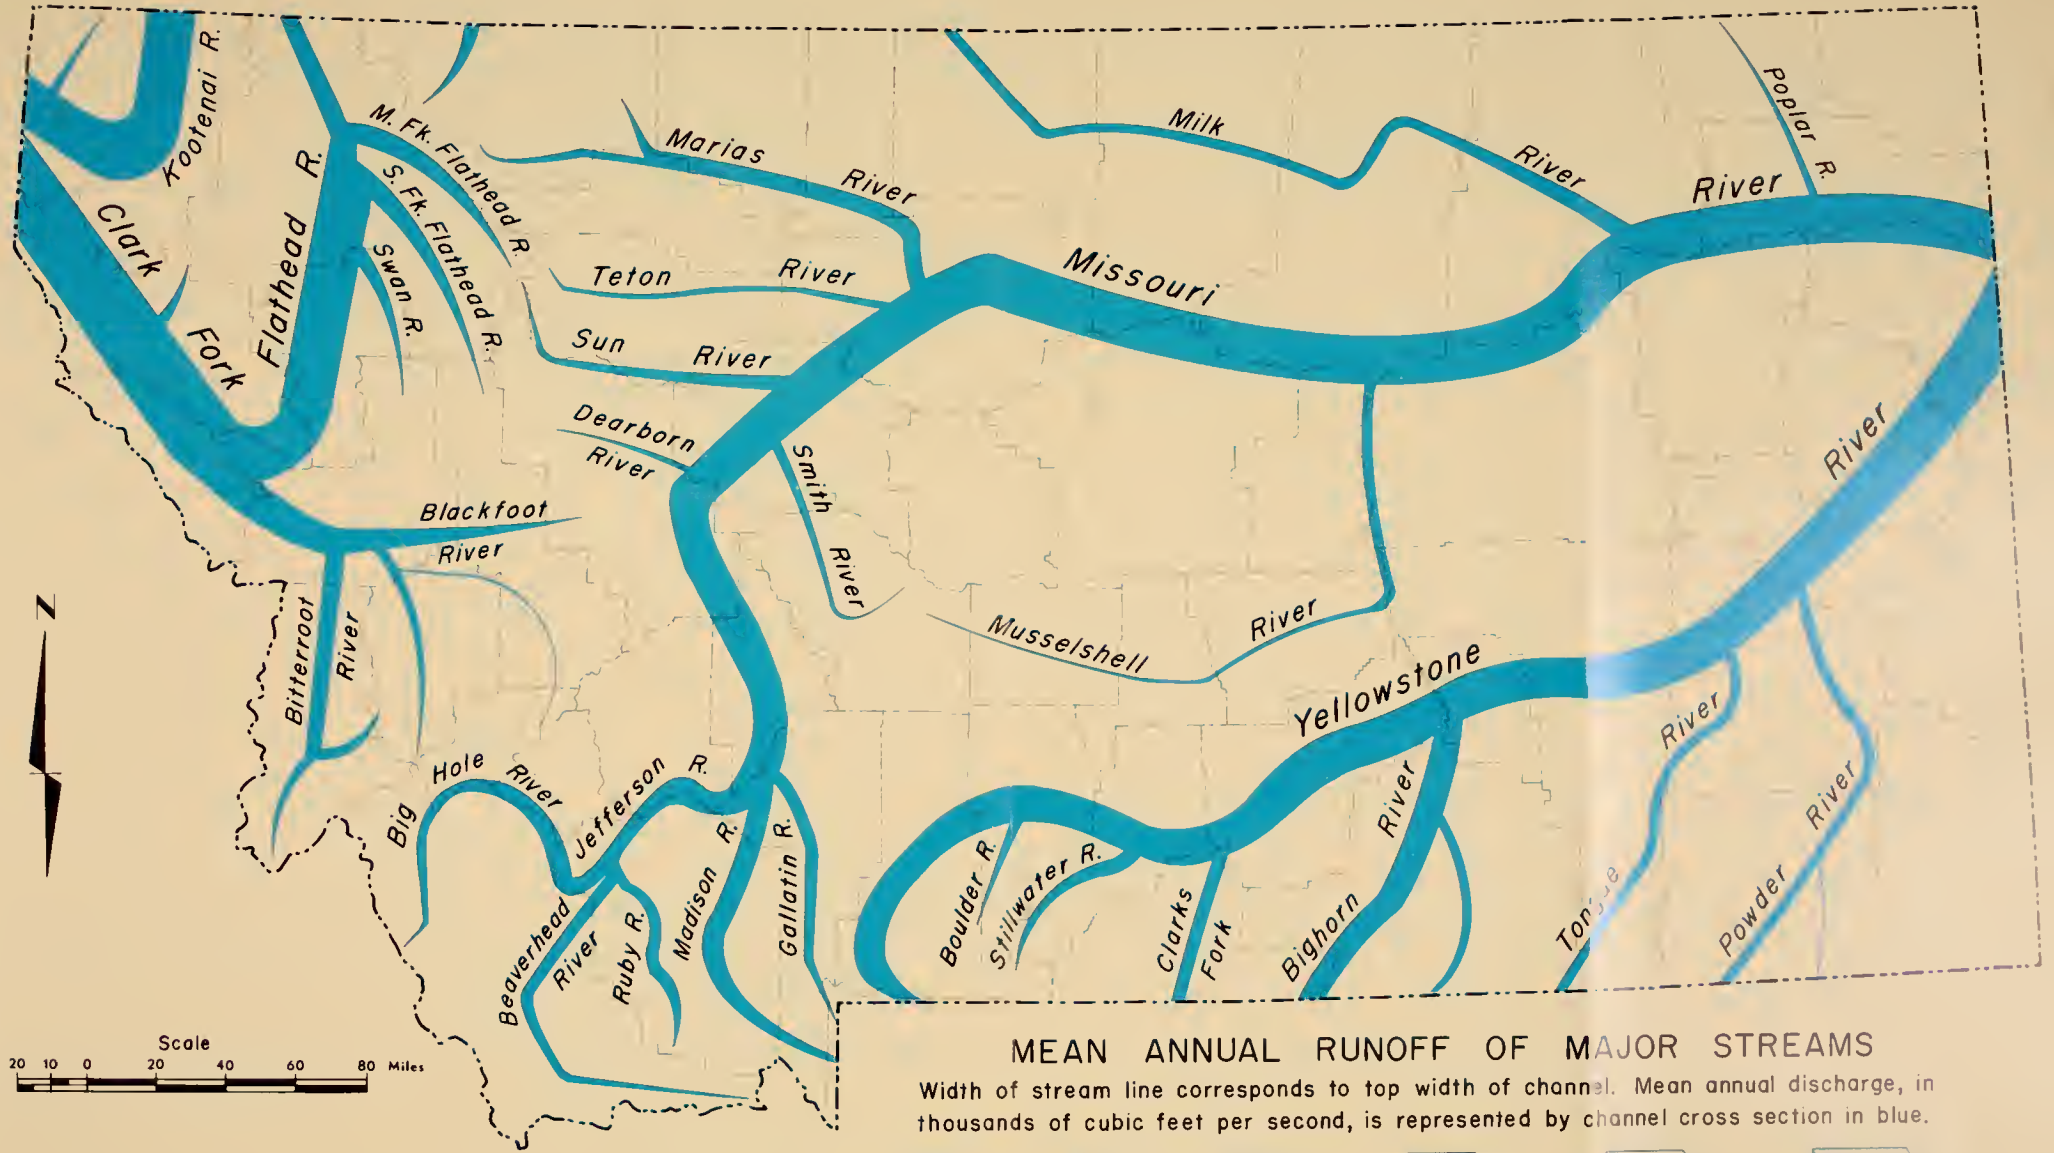 Kootenai R.
Clark Fork
Flathead R.
M. Fk. Flathead R.
S. Fk. Flathead R.
Swan R.
Marias River
Milk River
Poplar R.
Missouri River
Teton River
Sun River
Dearborn River
Smith River
Blackfoot River
Bitterroot River
Musselshell River
Yellowstone River
Big Hole River
Jefferson R.
Beaverhead River
Ruby R.
Madison R.
Gallatin R.
Boulder R.
Stillwater R.
Clarks Fork
Bighorn River
Tongue River
Powder River
N
Scale
20 10 0 20 40 60 80 Miles
MEAN ANNUAL RUNOFF OF MAJOR STREAMS
Width of stream line corresponds to top width of channel. Mean annual discharge, in
thousands of cubic feet per second, is represented by channel cross section in blue.